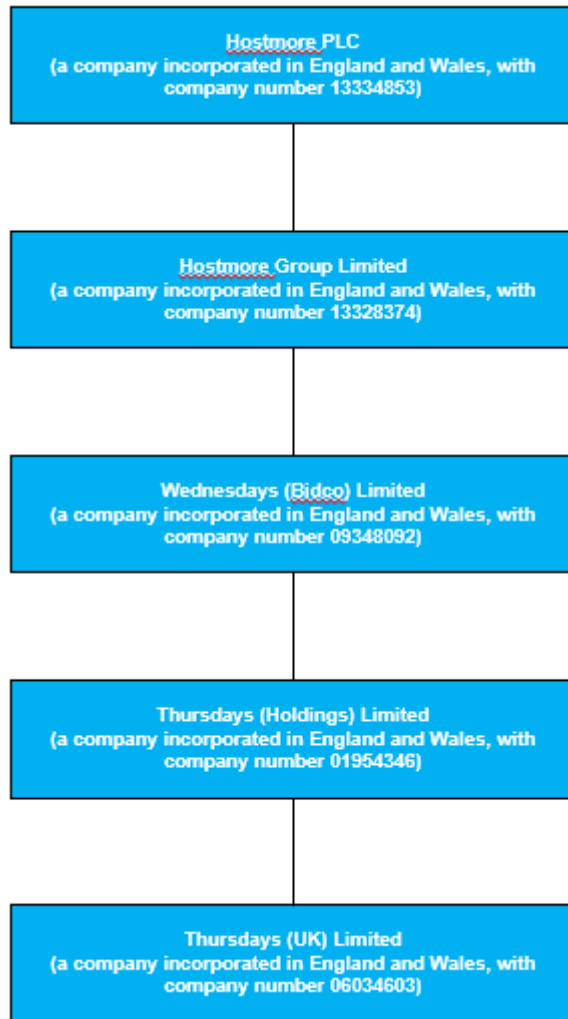 Hostmore PLC
(a company incorporated in England and Wales, with
company number 13334853)
Hostmore Group Limited
(a company incorporated in England and Wales, with
company number 13328374)
Wednesdays (Bidco) Limited
(a company incorporated in England and Wales, with
company number 09348092)
Thursdays (Holdings) Limited
(a company incorporated in England and Wales, with
company number 01954346)
Thursdays (UK) Limited
(a company incorporated in England and Wales, with
company number 06034603)